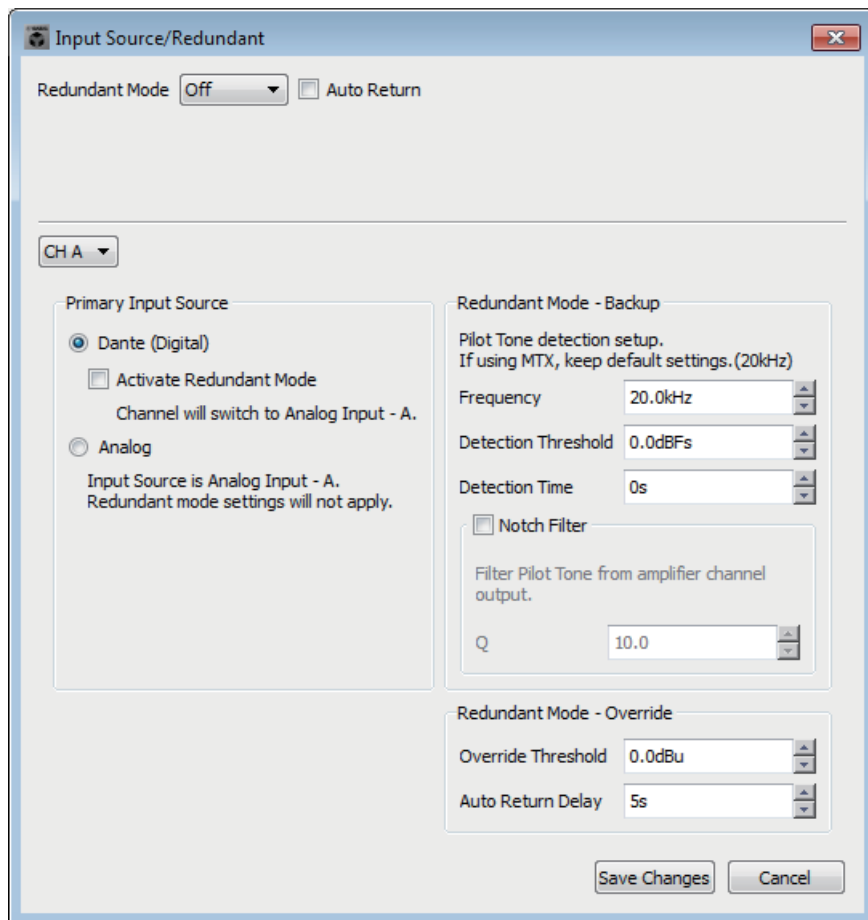 Input Source/Redundant
Redundant Mode Off Auto Return
CH A
Primary Input Source
Dante (Digital)
Activate Redundant Mode
Channel will switch to Analog Input - A.
Analog
Input Source is Analog Input - A.
Redundant mode settings will not apply.
Redundant Mode - Backup
Pilot Tone detection setup.
If using MTX, keep default settings.(20kHz)
Frequency 20.0kHz
Detection Threshold 0.0dBFs
Detection Time 0s
Notch Filter
Filter Pilot Tone from amplifier channel
output.
Q 10.0
Redundant Mode - Override
Override Threshold 0.0dBu
Auto Return Delay 5s
Save Changes Cancel